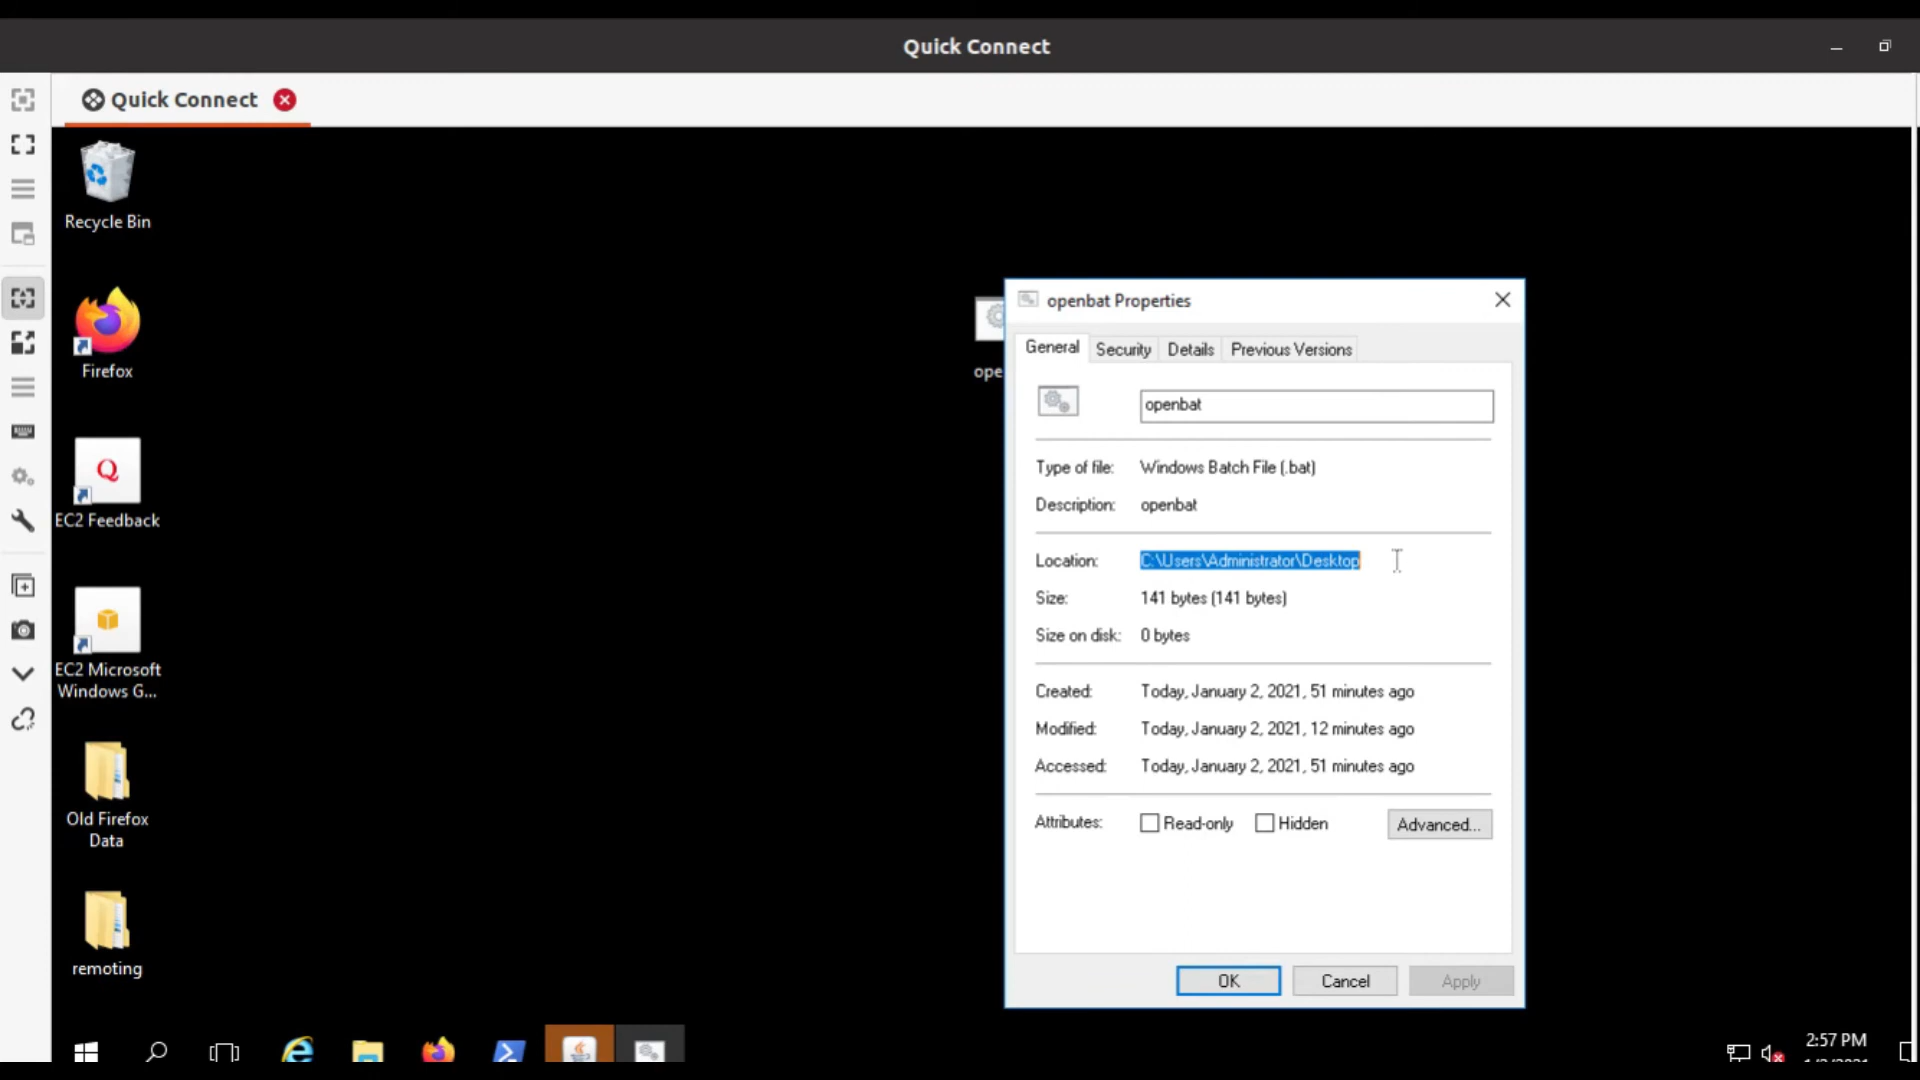 Quick Connect
Quick Connect
Recycle Bin
Firefox
Q
EC2 Feedback
EC2 Microsoft
Windows G...
Old Firefox
Data
remoting
ope
openbat Properties
General Security Details Previous Versions
openbat
Type of file: Windows Batch File (.bat)
Description: openbat
Location: C:\Users\Administrator\Desktop
Size: 141 bytes (141 bytes)
Size on disk: 0 bytes
Created: Today, January 2, 2021, 51 minutes ago
Modified: Today, January 2, 2021, 12 minutes ago
Accessed: Today, January 2, 2021, 51 minutes ago
Attributes: Read-only Hidden Advanced...
OK Cancel Apply
2:57 PM